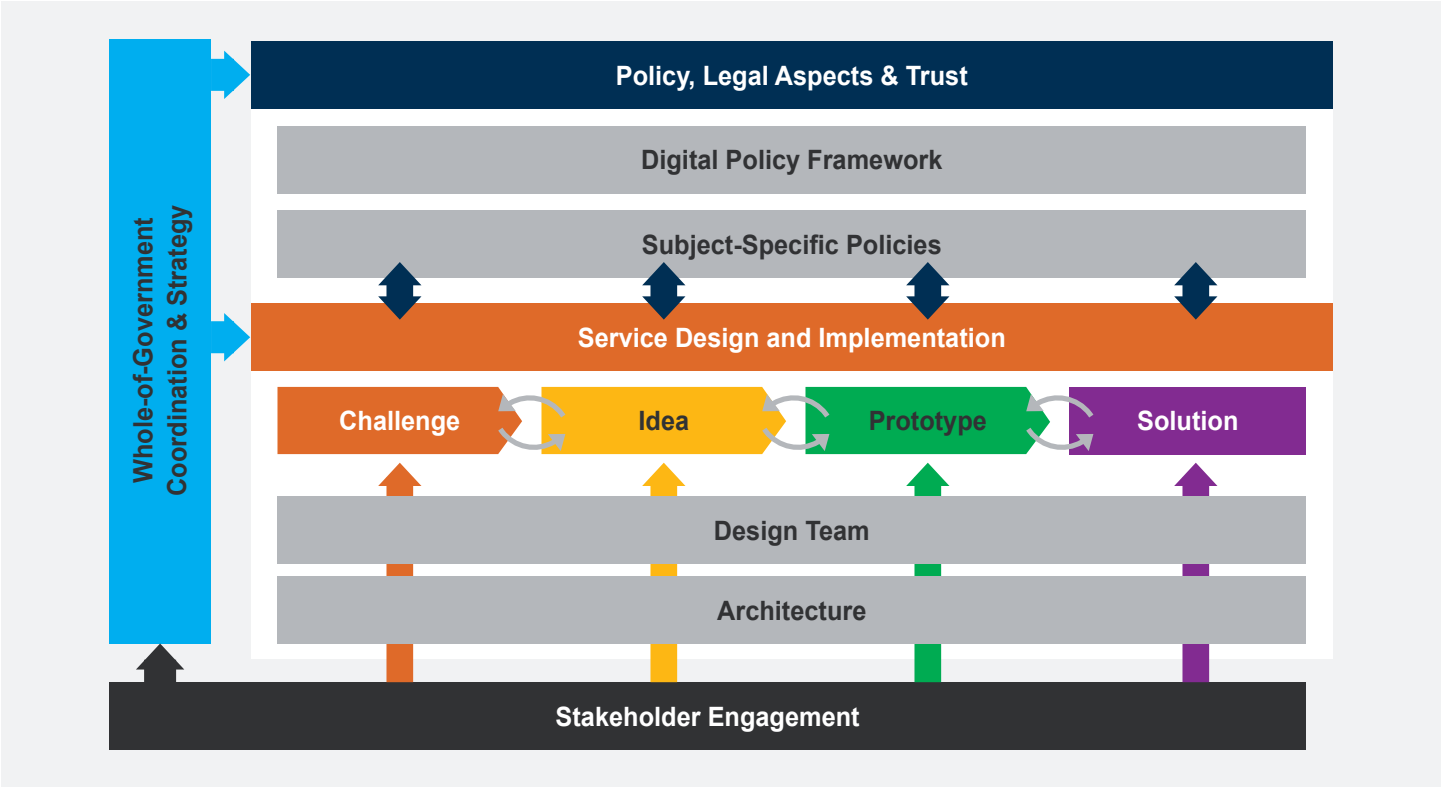 Whole-of-Government
Coordination & Strategy
Policy, Legal Aspects & Trust
Digital Policy Framework
Subject-Specific Policies
Service Design and Implementation
Challenge
Idea
Prototype
Solution
Design Team
Architecture
Stakeholder Engagement